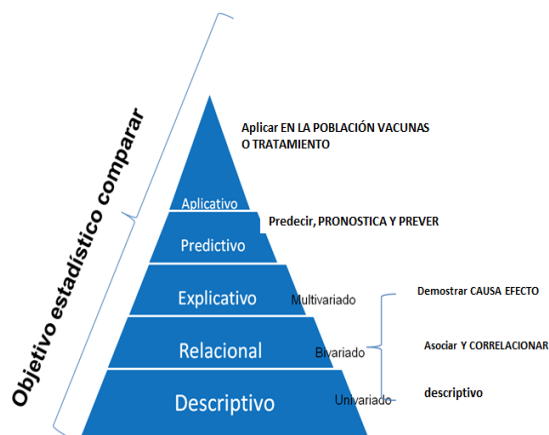 Objetivo estadístico comparar
Aplicar EN LA POBLACIÓN VACUNAS
O TRATAMIENTO
Aplicativo
Predecir, PRONOSTICA Y PREVER
Predictivo
Explicativo
Multivariado
Demostrar CAUSA EFECTO
Relacional
Bivariado
Asociar Y CORRELACIONAR
Descriptivo
Univariado
descriptivo